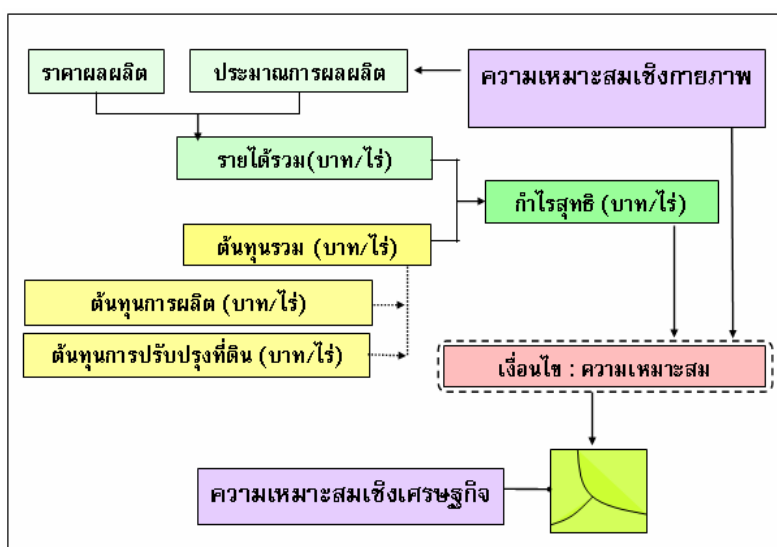 ราคาผลผลิต
ประมาณการผลผลิต
ความเหมาะสมเชิงกายภาพ
รายได้รวม(บาท/ไร่)
กำไรสุทธิ (บาท/ไร่)
ต้นทุนรวม (บาท/ไร่)
ต้นทุนการผลิต (บาท/ไร่)
ต้นทุนการปรับปรุงที่ดิน (บาท/ไร่)
เงื่อนไข : ความเหมาะสม
ความเหมาะสมเชิงเศรษฐกิจ